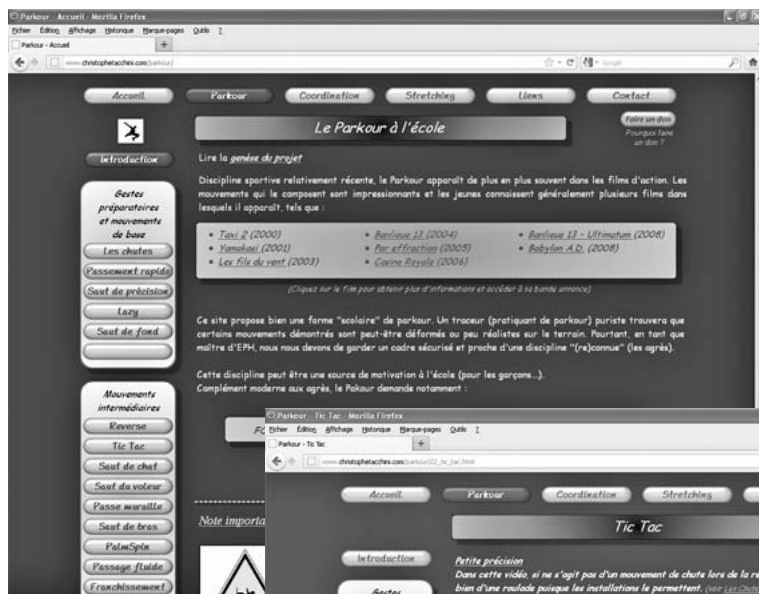 Parkour - Accueil - Mozilla Firefox
Fichier Édition Affichage Historique Marque-pages Outils ?
Parkour - Accueil +
www.christophetacchini.com/parkour/
Google
Accueil Parkour Coordination Stretching Liens Contact
Faire un don
Pourquoi faire
un don ?
Le Parkour à l'école
Introduction
Lire la genèse du projet
Discipline sportive relativement récente, le Parkour apparaît de plus en plus souvent dans les films d'action. Les
mouvements qui le composent sont impressionnants et les jeunes connaissent généralement plusieurs films dans
lesquels il apparaît, tels que :
• Taxi 2 (2000)
• Yamakasi (2001)
• Les fils du vent (2003)
• Banlieue 13 (2004)
• Par effraction (2005)
• Casino Royale (2006)
• Banlieue 13 - Ultimatum (2008)
• Babylon A.D. (2008)
(Cliquez sur le film pour obtenir plus d'informations et accéder à sa bande annonce)
Ce site propose bien une forme "scolaire" de parkour. Un traceur (pratiquant de parkour) puriste trouvera que
certains mouvements démontrés sont peut-être déformés ou peu réalistes sur le terrain. Pourtant, en tant que
maître d'EPH, nous nous devons de garder un cadre sécurisé et proche d'une discipline "(re)connue" (les agrès).
Cette discipline peut être une source de motivation à l'école (pour les garçons...).
Complément moderne aux agrès, le Pakour demande notamment :
FO
Note importa
Gestes
préparatoires
et mouvements
de base
Les chutes
Passement rapide
Saut de précision
Lazy
Saut de fond
Mouvements
intermédiaires
Reverse
Tic Tac
Saut de chat
Saut du voleur
Passe muraille
Saut de bras
PalmSpin
Passage fluide
Franchissement
Parkour - Tic Tac - Mozilla Firefox
Fichier Édition Affichage Historique Marque-pages Outils ?
Parkour - Tic Tac +
www.christophetacchini.com/parkour/22_tic_tac.html
Accueil Parkour Coordination Stretching
Tic Tac
Introduction
Gestes
Petite précision
Dans cette vidéo, si ne s'agit pas d'un mouvement de chute lors de la r
bien d'une roulade puisque les installations le permettent. (voir Les Chute